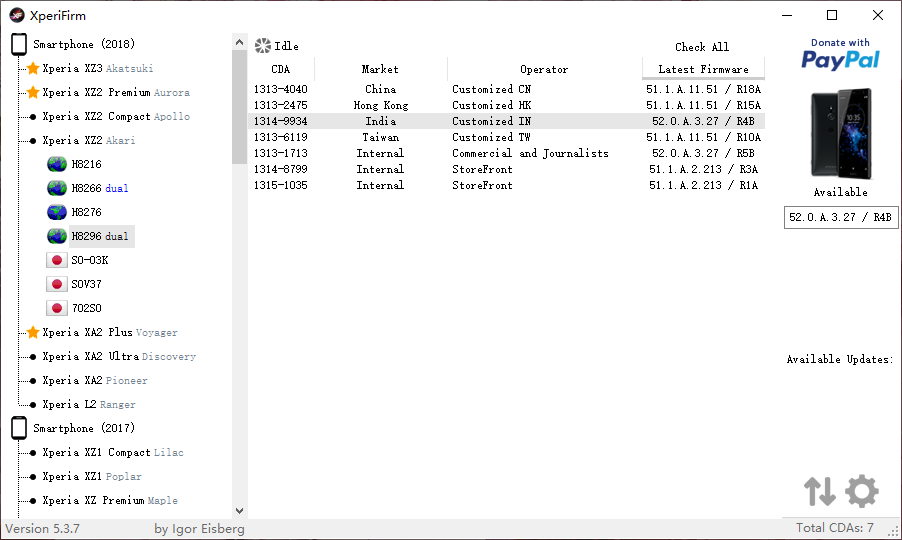 XperiFirm
Smartphone (2018)
Xperia XZ3 Akatsuki
Xperia XZ2 Premium Aurora
Xperia XZ2 Compact Apollo
Xperia XZ2 Akari
H8216
H8266 dual
H8276
H8296 dual
SO-03K
SOV37
702SO
Xperia XA2 Plus Voyager
Xperia XA2 Ultra Discovery
Xperia XA2 Pioneer
Xperia L2 Ranger
Smartphone (2017)
Xperia XZ1 Compact Lilac
Xperia XZ1 Poplar
Xperia XZ Premium Maple
Idle Check All
CDA Market Operator Latest Firmware
1313-4040 China Customized CN 51.1.A.11.51 / R18A
1313-2475 Hong Kong Customized HK 51.1.A.11.51 / R15A
1314-9934 India Customized IN 52.0.A.3.27 / R4B
1313-6119 Taiwan Customized TW 51.1.A.11.51 / R10A
1313-1713 Internal Commercial and Journalists 52.0.A.3.27 / R5B
1314-8799 Internal StoreFront 51.1.A.2.213 / R3A
1315-1035 Internal StoreFront 51.1.A.2.213 / R1A
Donate with
PayPal
Available
52.0.A.3.27 / R4B
Available Updates:
Version 5.3.7 by Igor Eisberg Total CDAs: 7